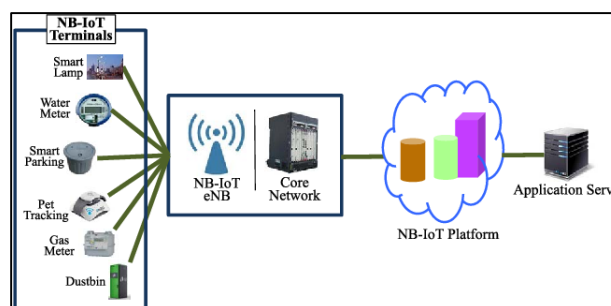 NB-IoT
Terminals
Smart
Lamp
Water
Meter
Smart
Parking
Pet
Tracking
Gas
Meter
Dustbin
NB-IoT
eNB
Core
Network
NB-IoT Platform
Application Serv